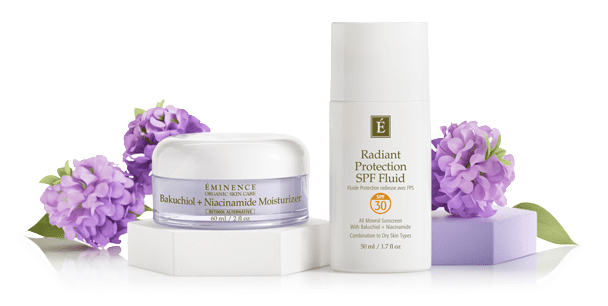 ÉMINENCE
ORGANIC SKIN CARE
Bakuchiol + Niacinamide Moisturizer
RETINOL ALTERNATIVE
60 ml / 2 fl oz
É
Radiant
Protection
SPF Fluid
Fluide Protection radieuse avec FPS
SPF
30
All Mineral Sunscreen
With Bakuchiol + Niacinamide
Combination to Dry Skin Types
50 ml / 1.7 fl oz